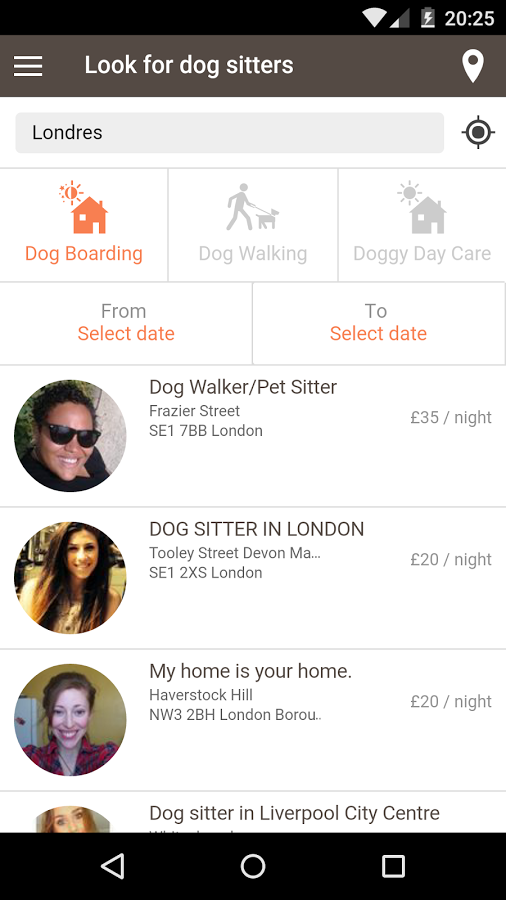 20:25
Look for dog sitters
Londres
Dog Boarding
Dog Walking
Doggy Day Care
From
Select date
To
Select date
Dog Walker/Pet Sitter
Frazier Street
SE1 7BB London
£35 / night
DOG SITTER IN LONDON
Tooley Street Devon Ma...
SE1 2XS London
£20 / night
My home is your home.
Haverstock Hill
NW3 2BH London Borou..
£20 / night
Dog sitter in Liverpool City Centre